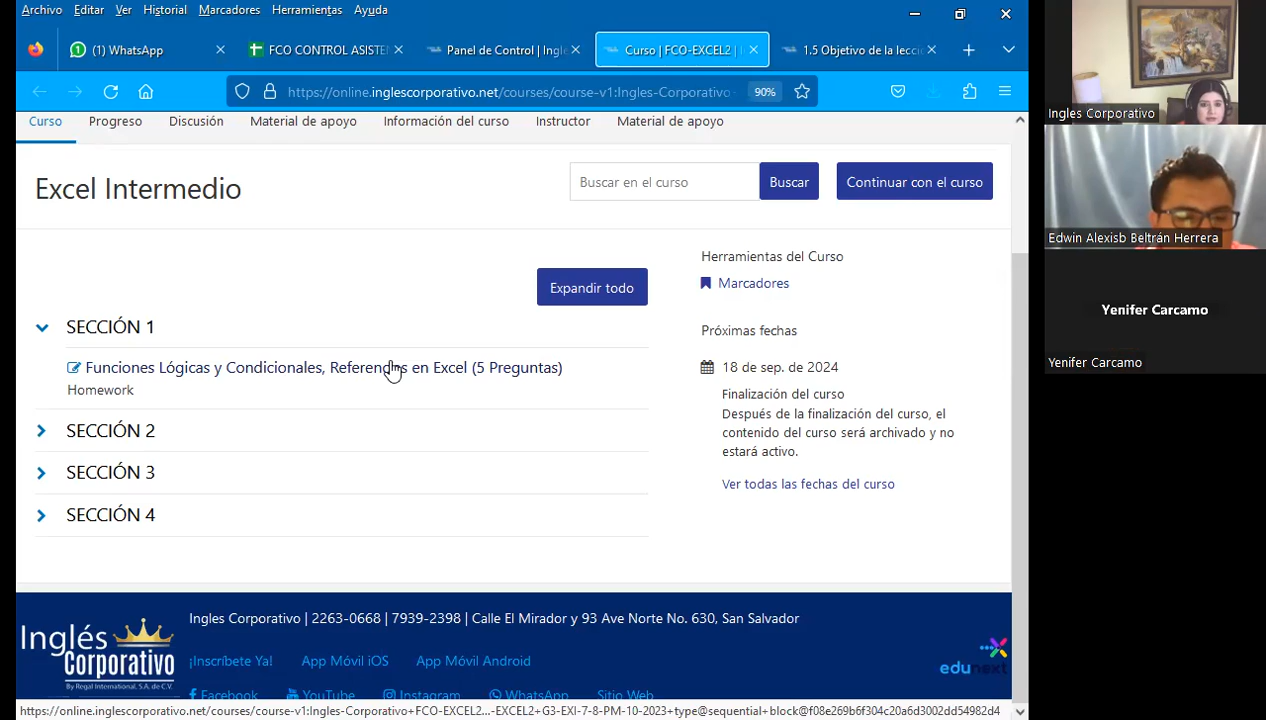 Archivo Editar Ver Historial Marcadores Herramientas Ayuda
(1) WhatsApp
FCO CONTROL ASISTEN
Panel de Control | Ingle
Curso | FCO-EXCEL2 |
1.5 Objetivo de la lecció
https://online.inglescorporativo.net/courses/course-v1:Ingles-Corporativo
90%
Curso Progreso Discusión Material de apoyo Información del curso Instructor Material de apoyo
Excel Intermedio
Buscar en el curso
Buscar
Continuar con el curso
Expandir todo
SECCIÓN 1
Funciones Lógicas y Condicionales, Referencias en Excel (5 Preguntas)
Homework
SECCIÓN 2
SECCIÓN 3
SECCIÓN 4
Herramientas del Curso
Marcadores
Próximas fechas
18 de sep. de 2024
Finalización del curso
Después de la finalización del curso, el
contenido del curso será archivado y no
estará activo.
Ver todas las fechas del curso
Inglés
Corporativo
By Regal International, S.A. de C.V.
Ingles Corporativo | 2263-0668 | 7939-2398 | Calle El Mirador y 93 Ave Norte No. 630, San Salvador
¡Inscríbete Ya! App Móvil iOS App Móvil Android
Facebook YouTube Instagram WhatsApp Sitio Web
edunext
https://online.inglescorporativo.net/courses/course-v1:Ingles-Corporativo+FCO-EXCEL2...-EXCEL2+G3-EXI-7-8-PM-10-2023+type@sequential+block@f08e269b6f304c20a6d3002dd54982d4
Ingles Corporativo
Edwin Alexisb Beltrán Herrera
Yenifer Carcamo
Yenifer Carcamo